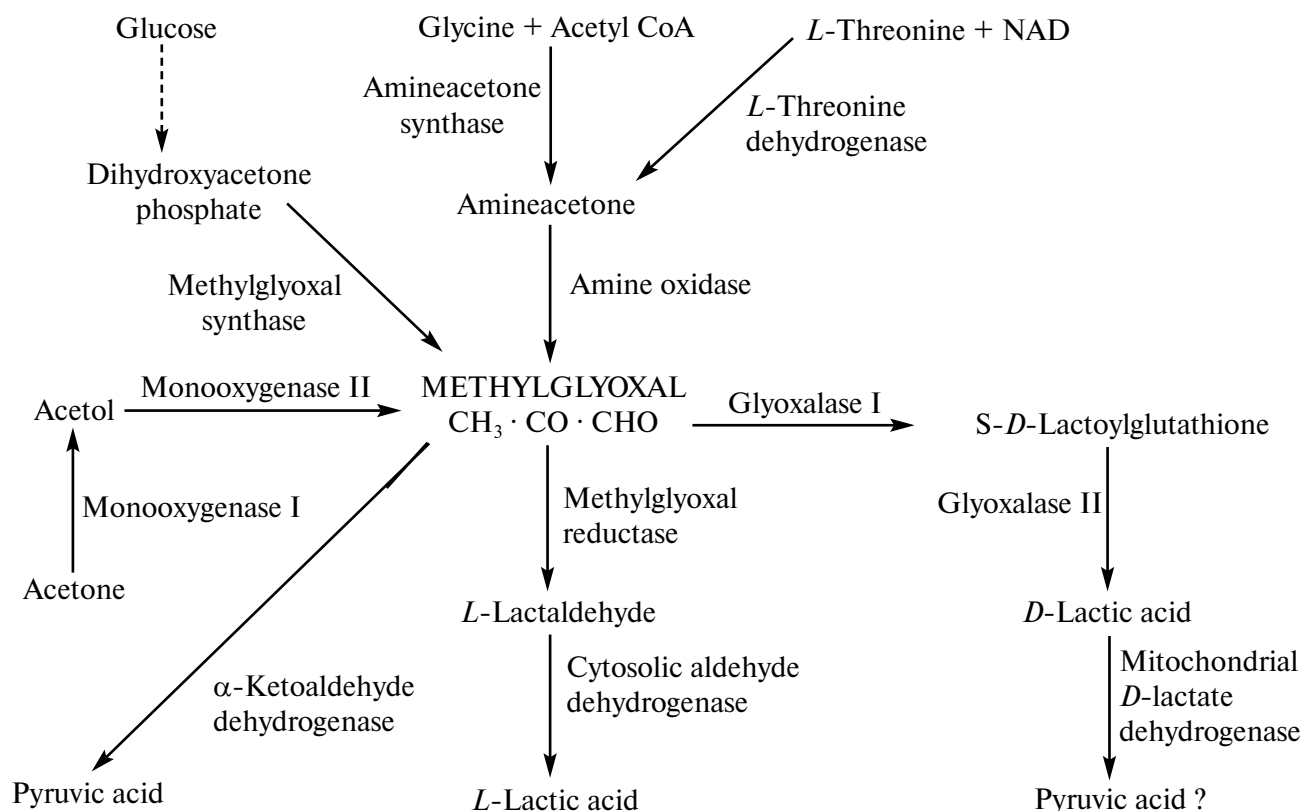 Glucose
Glycine + Acetyl CoA
L-Threonine + NAD
Amineacetone
synthase
L-Threonine
dehydrogenase
Dihydroxyacetone
phosphate
Amineacetone
Methylglyoxal
synthase
Amine oxidase
Monooxygenase II
METHYLGLYOXAL
CH₃ · CO · CHO
Glyoxalase I
Acetol
S-D-Lactoylglutathione
Monooxygenase I
Methylglyoxal
reductase
Glyoxalase II
Acetone
L-Lactaldehyde
D-Lactic acid
α-Ketoaldehyde
dehydrogenase
Cytosolic aldehyde
dehydrogenase
Mitochondrial
D-lactate
dehydrogenase
Pyruvic acid
L-Lactic acid
Pyruvic acid ?